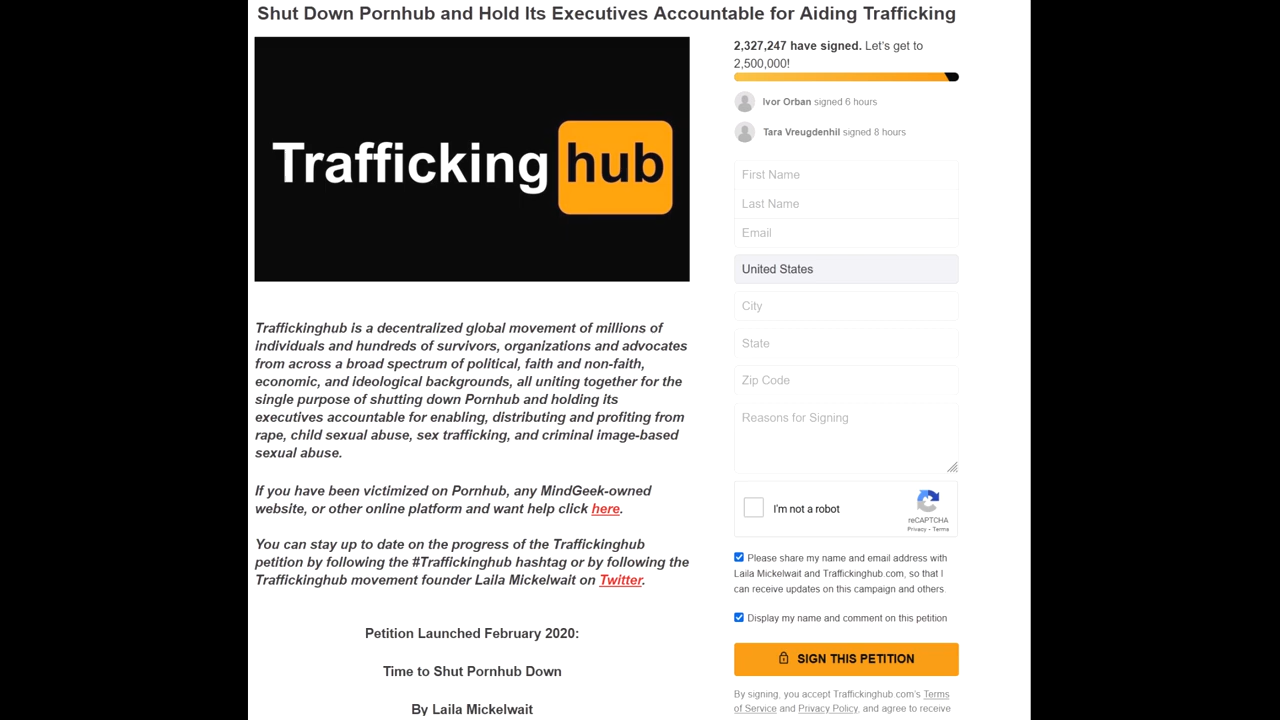 Shut Down Pornhub and Hold Its Executives Accountable for Aiding Trafficking
Trafficking hub
Traffickinghub is a decentralized global movement of millions of
individuals and hundreds of survivors, organizations and advocates
from across a broad spectrum of political, faith and non-faith,
economic, and ideological backgrounds, all uniting together for the
single purpose of shutting down Pornhub and holding its
executives accountable for enabling, distributing and profiting from
rape, child sexual abuse, sex trafficking, and criminal image-based
sexual abuse.
If you have been victimized on Pornhub, any MindGeek-owned
website, or other online platform and want help click here.
You can stay up to date on the progress of the Traffickinghub
petition by following the #Traffickinghub hashtag or by following the
Traffickinghub movement founder Laila Mickelwait on Twitter.
Petition Launched February 2020:
Time to Shut Pornhub Down
By Laila Mickelwait
2,327,247 have signed. Let's get to
2,500,000!
Ivor Orban signed 6 hours
Tara Vreugdenhil signed 8 hours
First Name
Last Name
Email
United States
City
State
Zip Code
Reasons for Signing
I'm not a robot
reCAPTCHA
Privacy - Terms
Please share my name and email address with
Laila Mickelwait and Traffickinghub.com, so that I
can receive updates on this campaign and others.
Display my name and comment on this petition
SIGN THIS PETITION
By signing, you accept Traffickinghub.com's Terms
of Service and Privacy Policy, and agree to receive